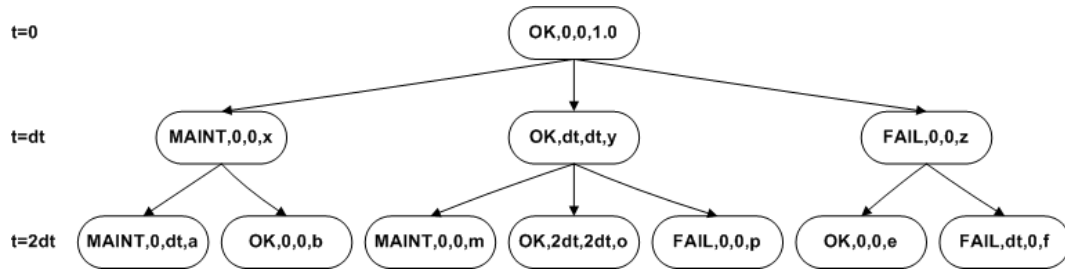 t=0 OK,0,0,1.0
t=dt MAINT,0,0,x OK,dt,dt,y FAIL,0,0,z
t=2dt MAINT,0,dt,a OK,0,0,b MAINT,0,0,m OK,2dt,2dt,o FAIL,0,0,p OK,0,0,e FAIL,dt,0,f